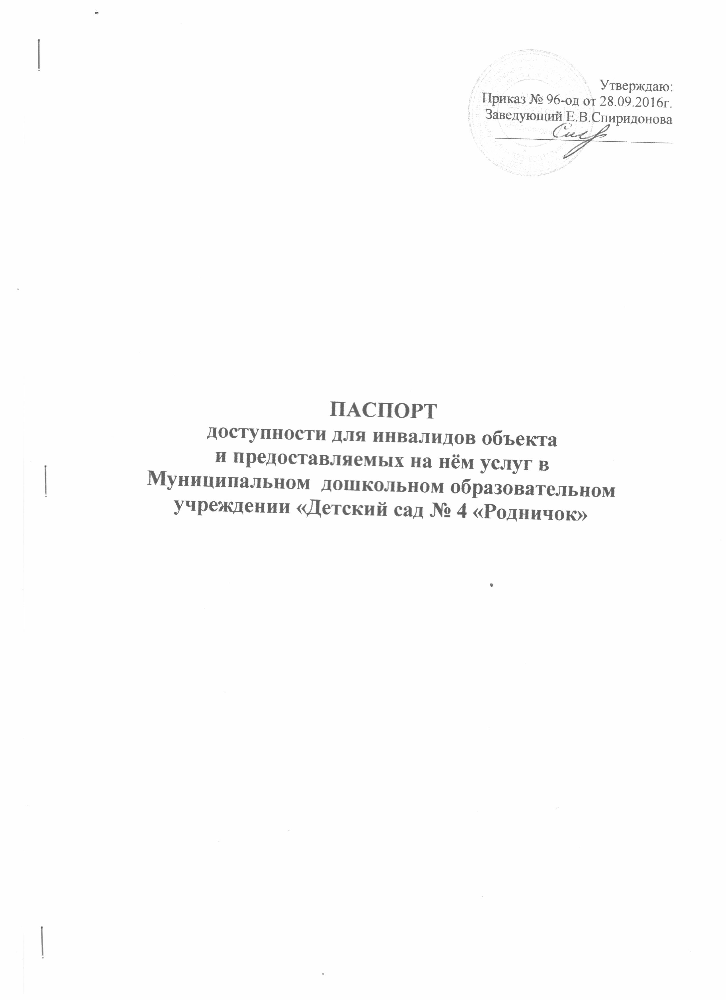 Утверждаю:
Приказ № 96-од от 28.09.2016г.
Заведующий Е.В.Спиридонова
ПАСПОРТ
доступности для инвалидов объекта
и предоставляемых на нём услуг в
Муниципальном  дошкольном образовательном
учреждении «Детский сад № 4 «Родничок»